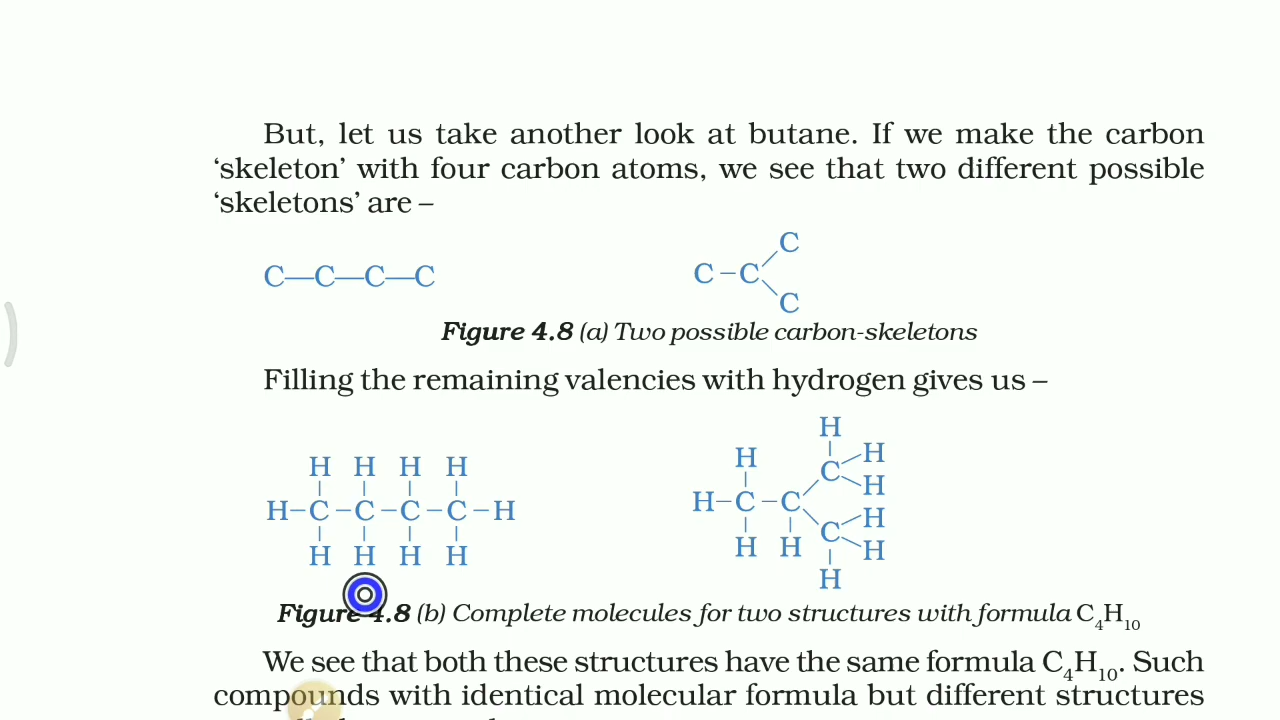 But, let us take another look at butane. If we make the carbon
‘skeleton’ with four carbon atoms, we see that two different possible
‘skeletons’ are –
C
C—C—C—C C – C
C
Figure 4.8 (a) Two possible carbon-skeletons
Filling the remaining valencies with hydrogen gives us –
H
H H
H H H H C
H
H–C–C–C–C–H H–C–C
H
C
H H H H H H H
H
Figure 4.8 (b) Complete molecules for two structures with formula C₄H₁₀
We see that both these structures have the same formula C₄H₁₀. Such
compounds with identical molecular formula but different structures